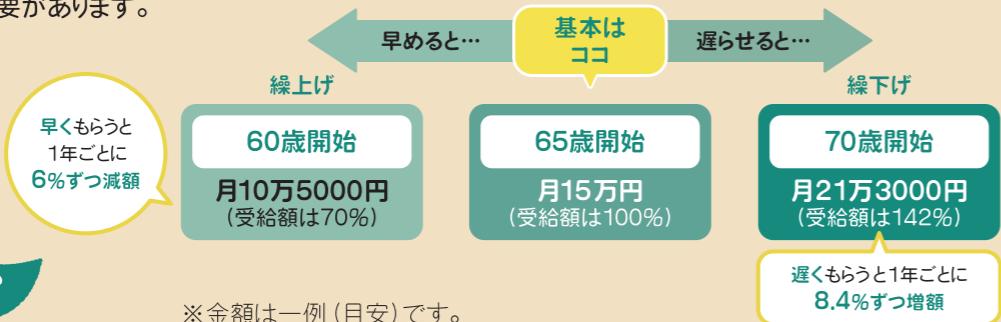 要があります。
早めると…
基本は
ココ
遅らせると…
繰上げ
繰下げ
早くもらうと
1年ごとに
6%ずつ減額
60歳開始
月10万5000円
(受給額は70%)
65歳開始
月15万円
(受給額は100%)
70歳開始
月21万3000円
(受給額は142%)
遅くもらうと1年ごとに
8.4%ずつ増額
※金額は一例(目安)です。